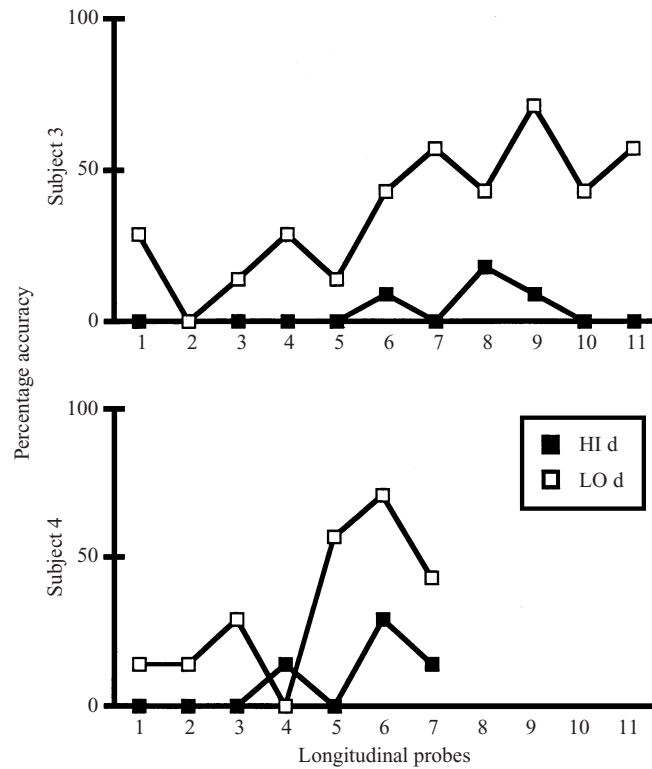 100
50
0
Subject 3
1 2 3 4 5 6 7 8 9 10 11
Percentage accuracy
100
50
0
Subject 4
HI d
LO d
1 2 3 4 5 6 7 8 9 10 11
Longitudinal probes